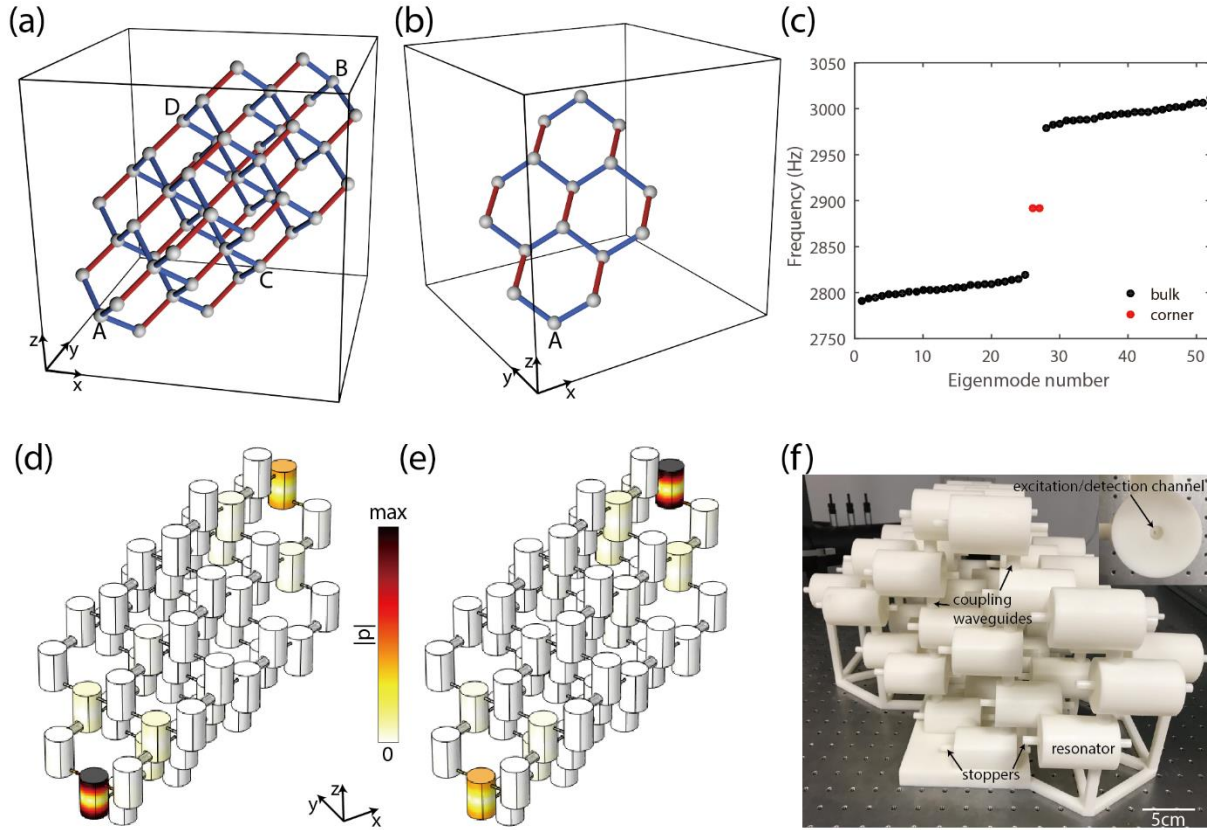 (a)
B
D
C
A
z
y
x
(b)
A
y
z
x
(c)
3050
3000
2950
2900
2850
2800
2750
Frequency (Hz)
0
10
20
30
40
50
Eigenmode number
bulk
corner
(d)
max
|p|
0
y
z
x
(e)
(f)
excitation/detection channel
coupling
waveguides
resonator
stoppers
5cm